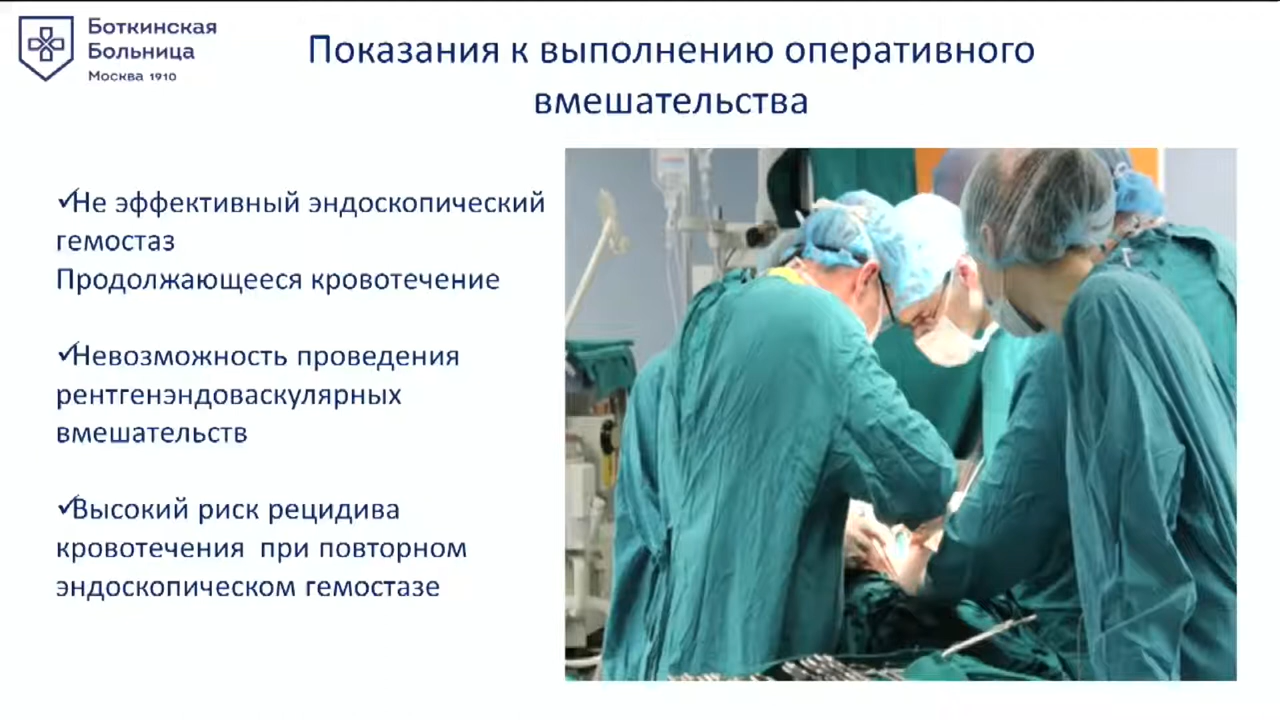 Боткинская
Больница
Москва 1910
Показания к выполнению оперативного
вмешательства
✓Не эффективный эндоскопический
гемостаз
Продолжающееся кровотечение
✓Невозможность проведения
рентгенэндоваскулярных
вмешательств
✓Высокий риск рецидива
кровотечения при повторном
эндоскопическом гемостазе